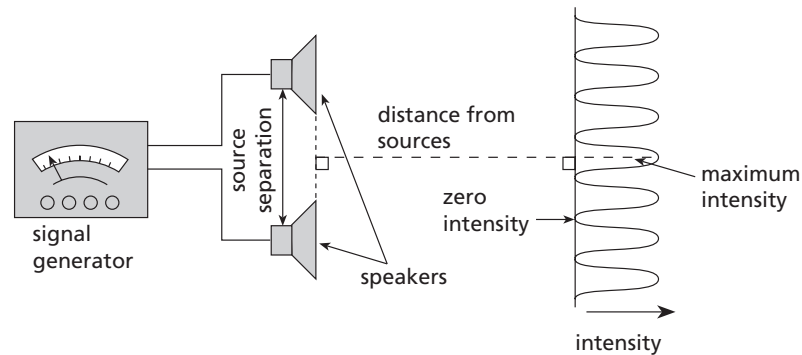 signal
generator
source
separation
speakers
distance from
sources
zero
intensity
maximum
intensity
intensity